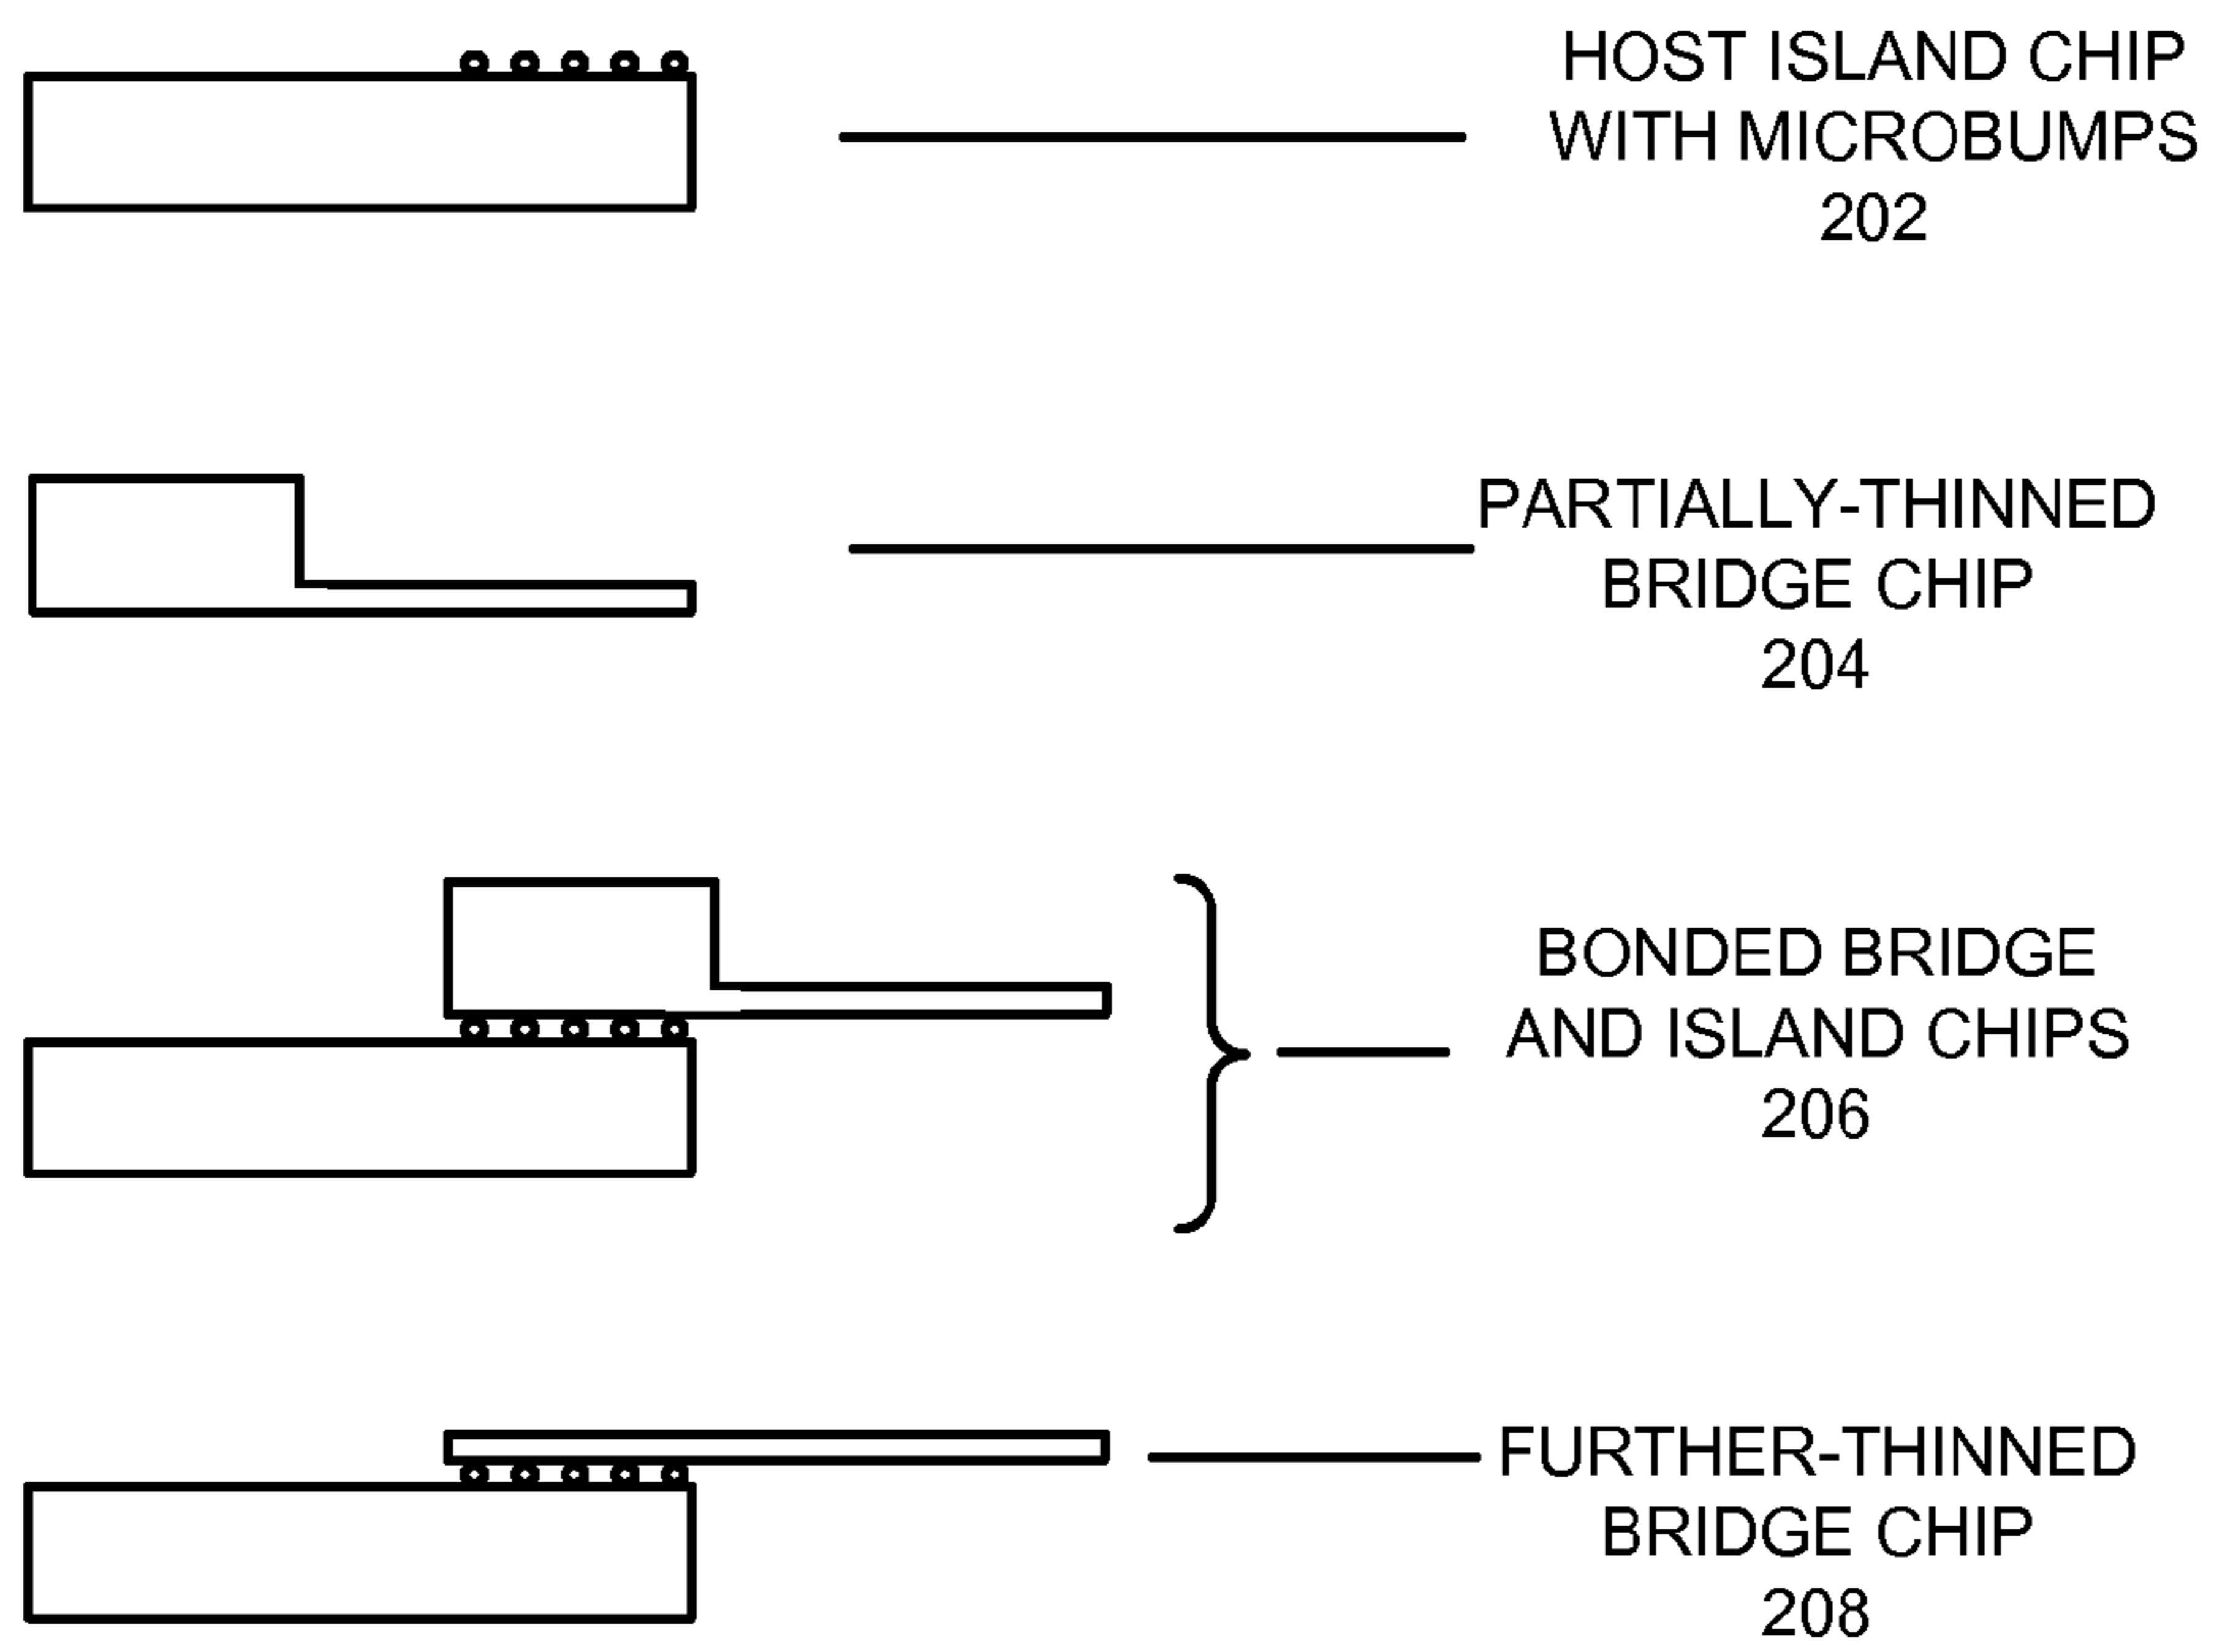 HOST ISLAND CHIP
WITH MICROBUMPS
202
PARTIALLY-THINNED
BRIDGE CHIP
204
BONDED BRIDGE
AND ISLAND CHIPS
206
FURTHER-THINNED
BRIDGE CHIP
208